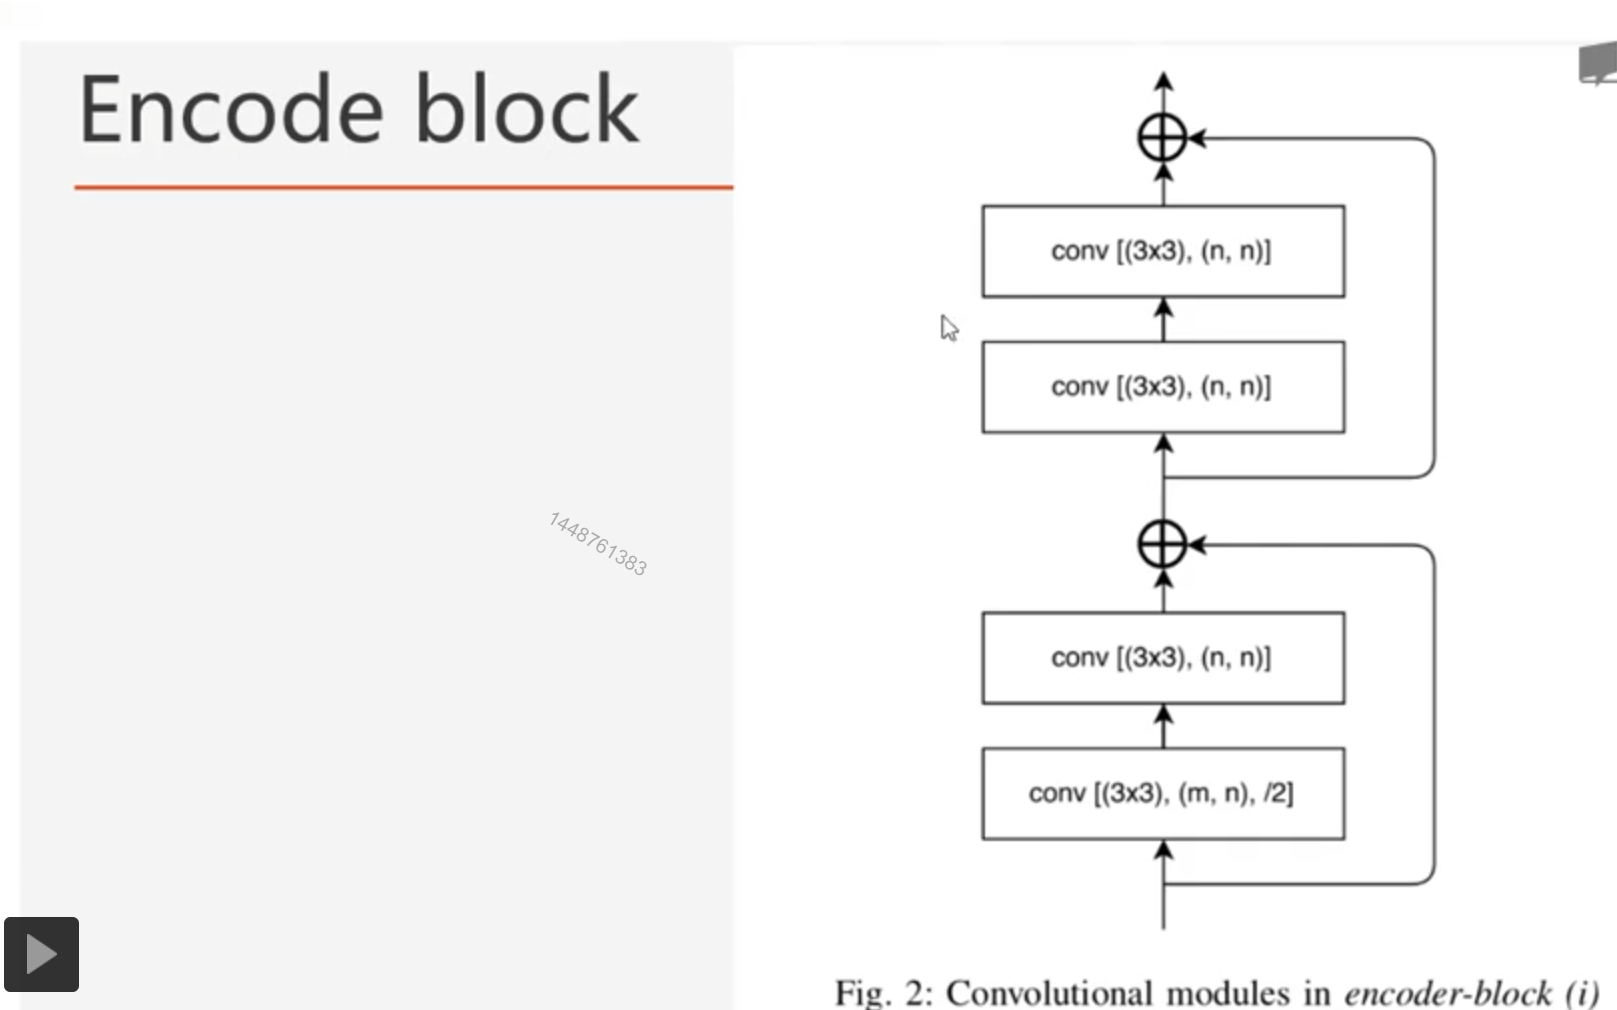 Encode block
conv [(3x3), (n, n)]
conv [(3x3), (n, n)]
1448761383
conv [(3x3), (n, n)]
conv [(3x3), (m, n), /2]
Fig. 2: Convolutional modules in encoder-block (i)